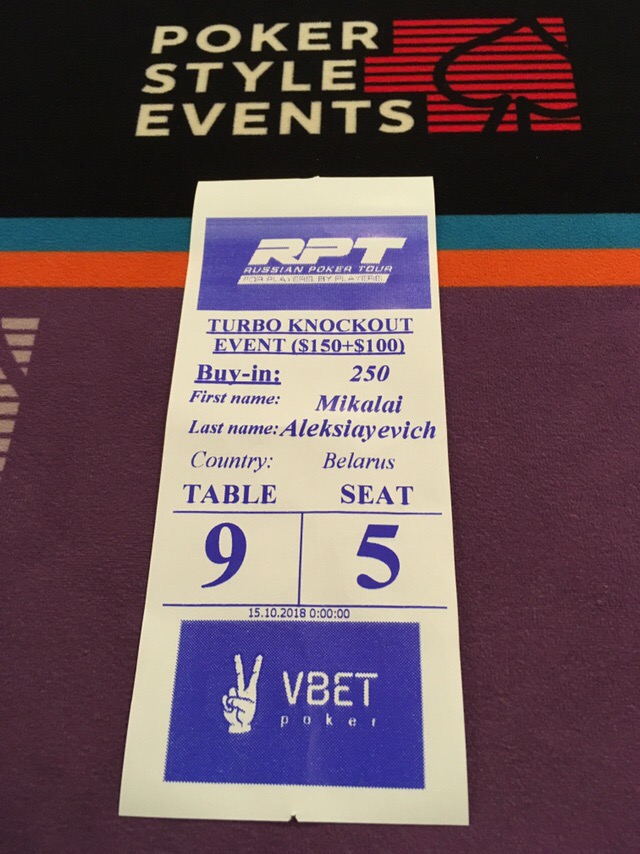 POKER
STYLE
EVENTS
RPT
RUSSIAN POKER TOUR
FOR PLAYERS, BY PLAYERS
TURBO KNOCKOUT
EVENT ($150+$100)
Buy-in: 250
First name: Mikalai
Last name: Aleksiayevich
Country: Belarus
TABLE SEAT
9 5
15.10.2018 0:00:00
VBET
poker